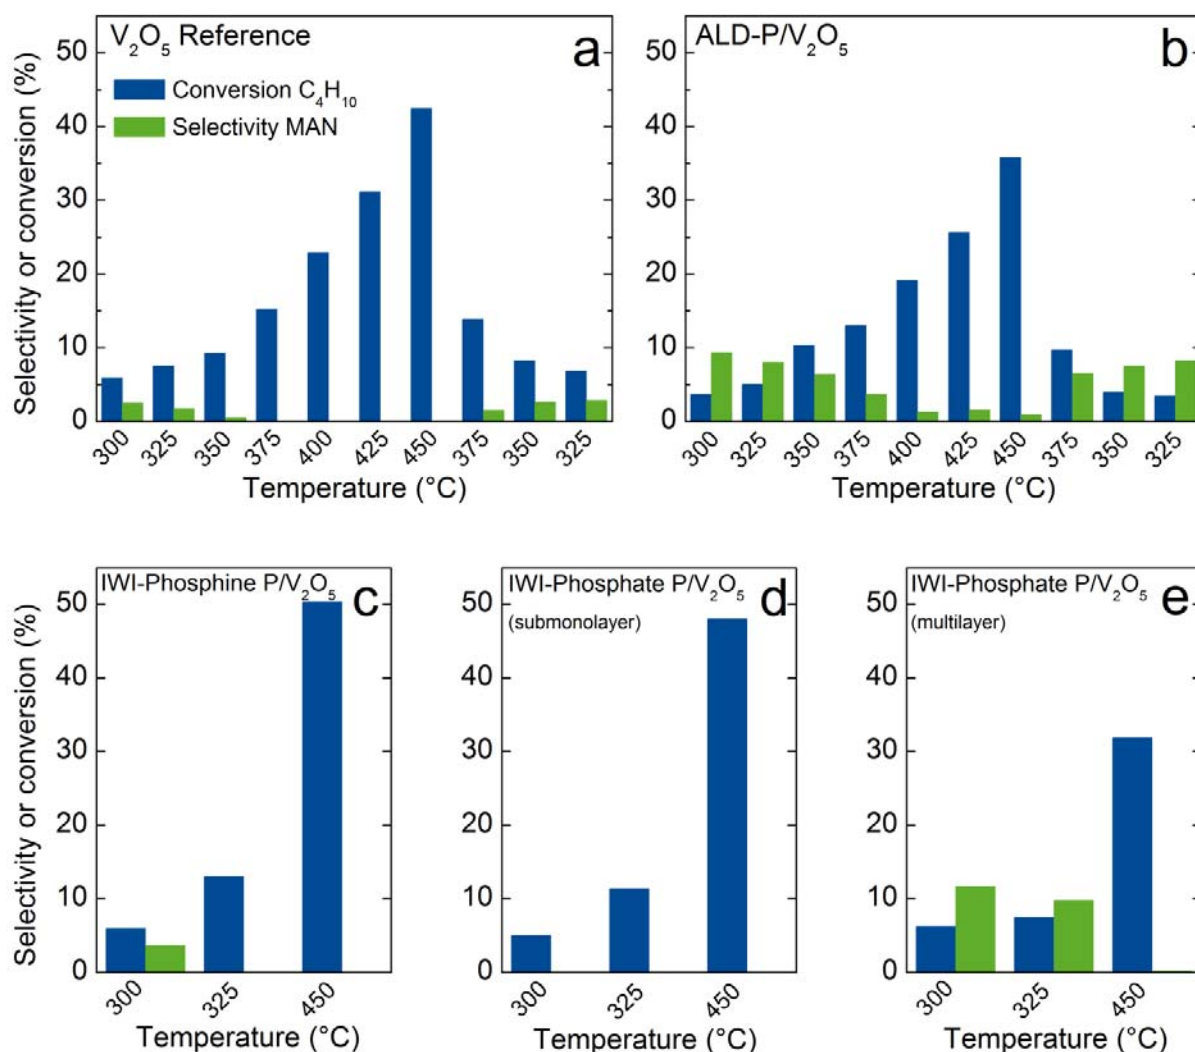 V₂O₅ Reference
a
Conversion C₄H₁₀
Selectivity MAN
Selectivity or conversion (%)
50
40
30
20
10
0
300 325 350 375 400 425 450 375 350 325
Temperature (°C)
ALD-P/V₂O₅
b
50
40
30
20
10
0
300 325 350 375 400 425 450 375 350 325
Temperature (°C)
IWI-Phosphine P/V₂O₅
c
Selectivity or conversion (%)
50
40
30
20
10
0
300 325 450
Temperature (°C)
IWI-Phosphate P/V₂O₅
(submonolayer)
d
50
40
30
20
10
0
300 325 450
Temperature (°C)
IWI-Phosphate P/V₂O₅
(multilayer)
e
50
40
30
20
10
0
300 325 450
Temperature (°C)